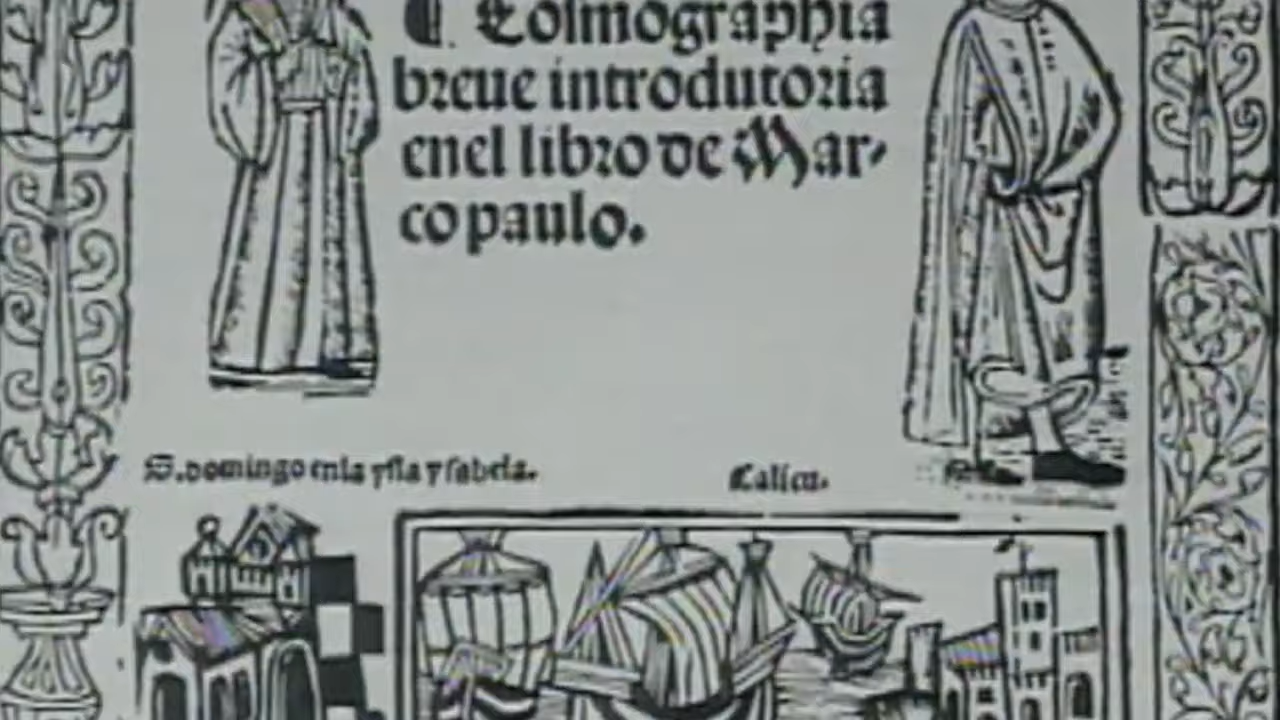 ¶. Cosmographia
breue introdutoria
enel libro de Mar-
co paulo.
S. domingo enla ysla ysabela.
Calicu.